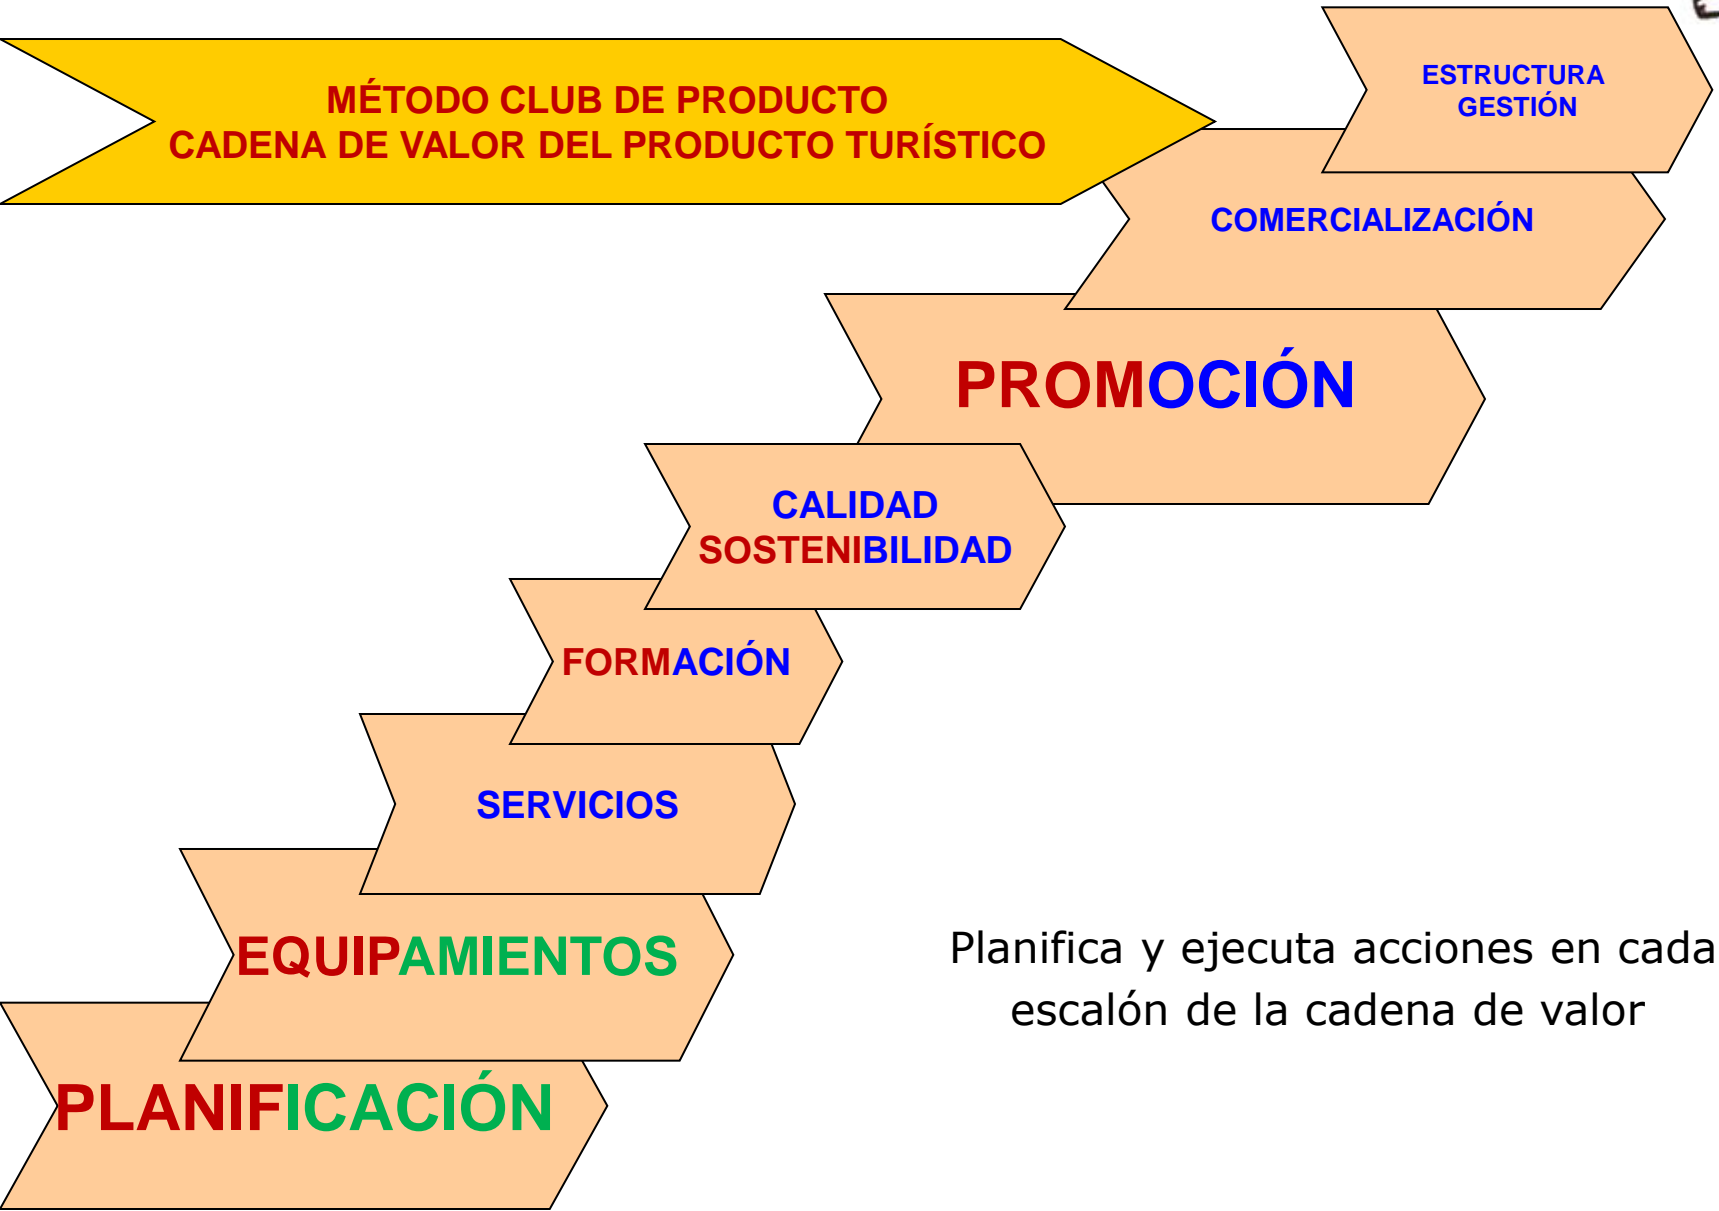 MÉTODO CLUB DE PRODUCTO
CADENA DE VALOR DEL PRODUCTO TURÍSTICO
ESTRUCTURA
GESTIÓN
COMERCIALIZACIÓN
PROMOCIÓN
CALIDAD
SOSTENIBILIDAD
FORMACIÓN
SERVICIOS
EQUIPAMIENTOS
PLANIFICACIÓN
Planifica y ejecuta acciones en cada
escalón de la cadena de valor